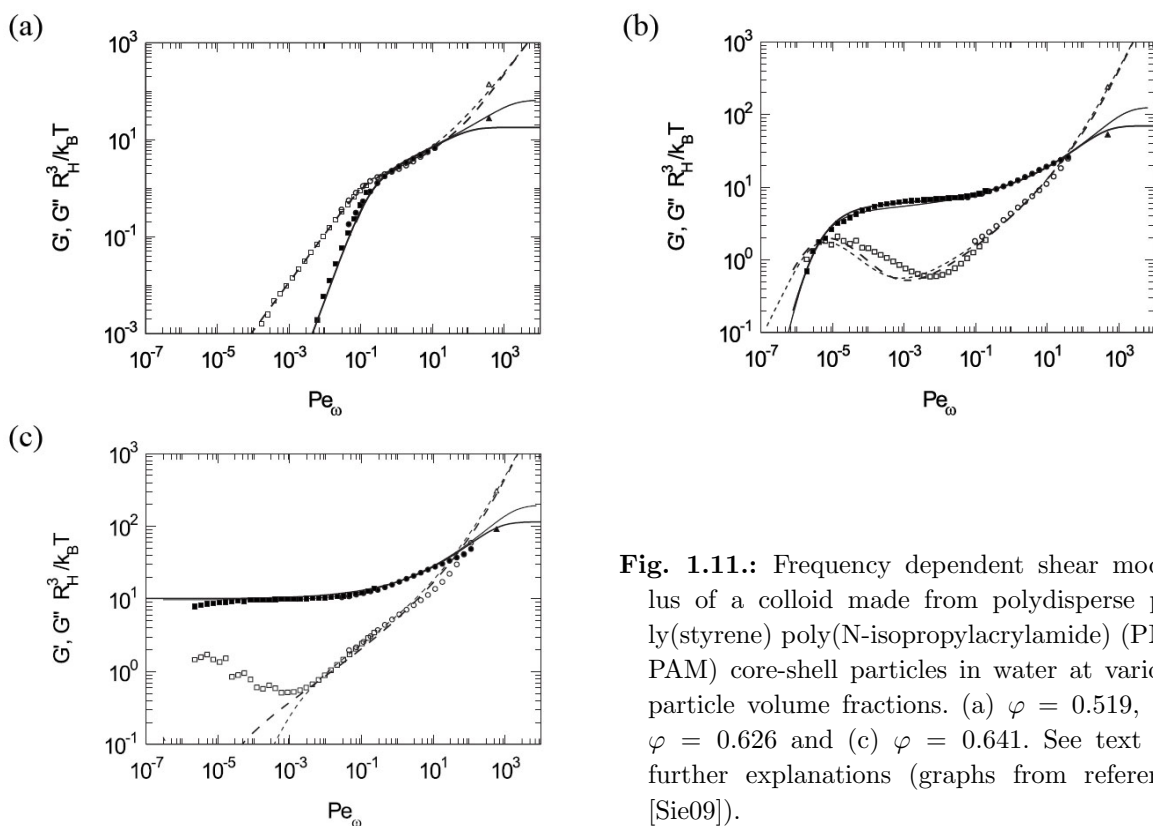 (a)
10^3
10^1
10^-1
10^-3
G', G'' R_H^3/k_BT
10^-7 10^-5 10^-3 10^-1 10^1 10^3
Pe_ω
(b)
10^3
10^2
10^1
10^0
10^-1
G', G'' R_H^3/k_BT
10^-7 10^-5 10^-3 10^-1 10^1 10^3
Pe_ω
(c)
10^3
10^2
10^1
10^0
10^-1
G', G'' R_H^3/k_BT
10^-7 10^-5 10^-3 10^-1 10^1 10^3
Pe_ω
Fig. 1.11.: Frequency dependent shear mod
lus of a colloid made from polydisperse p
ly(styrene) poly(N-isopropylacrylamide) (PN
PAM) core-shell particles in water at vario
particle volume fractions. (a) φ = 0.519,
φ = 0.626 and (c) φ = 0.641. See text
further explanations (graphs from referen
[Sie09]).